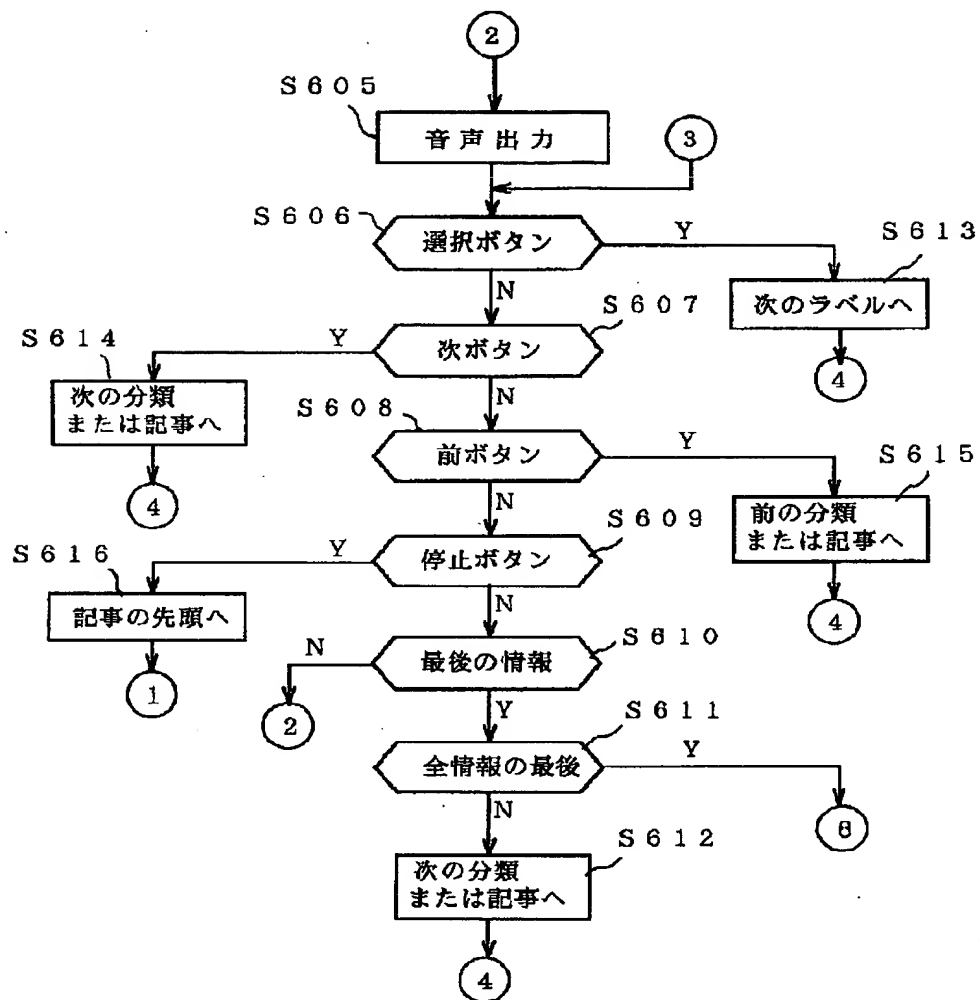 2
S605
音声出力
3
S606
選択ボタン
Y
S613
N
次のラベルへ
S607
4
S614
Y
次ボタン
次の分類
または記事へ
N
S608
4
前ボタン
Y
S615
N
前の分類
または記事へ
S609
S616
Y
停止ボタン
4
記事の先頭へ
N
1
S610
N
最後の情報
2
Y
S611
全情報の最後
Y
N
S612
次の分類
または記事へ
4